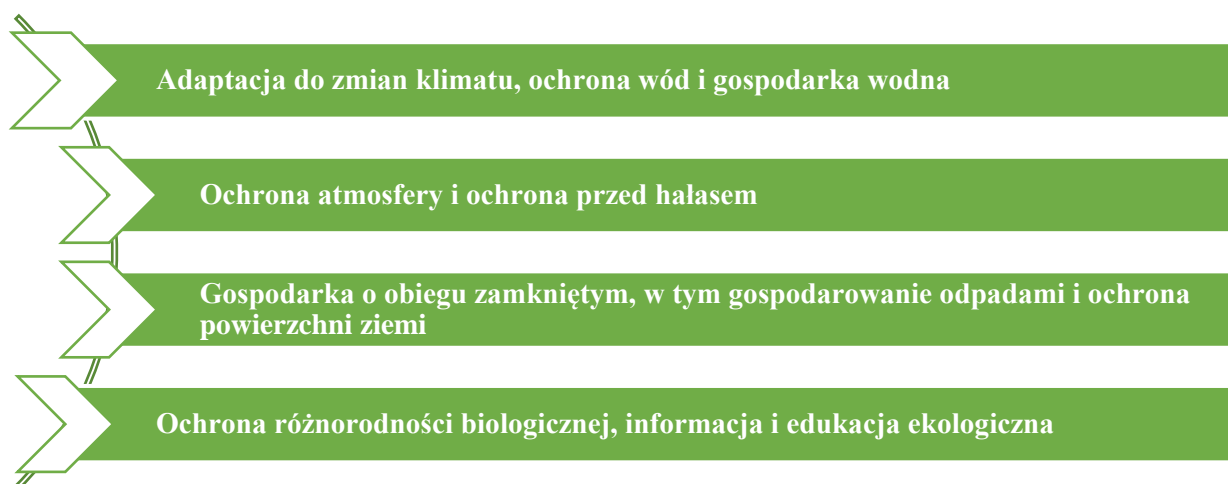 Adaptacja do zmian klimatu, ochrona wód i gospodarka wodna
Ochrona atmosfery i ochrona przed hałasem
Gospodarka o obiegu zamkniętym, w tym gospodarowanie odpadami i ochrona
powierzchni ziemi
Ochrona różnorodności biologicznej, informacja i edukacja ekologiczna